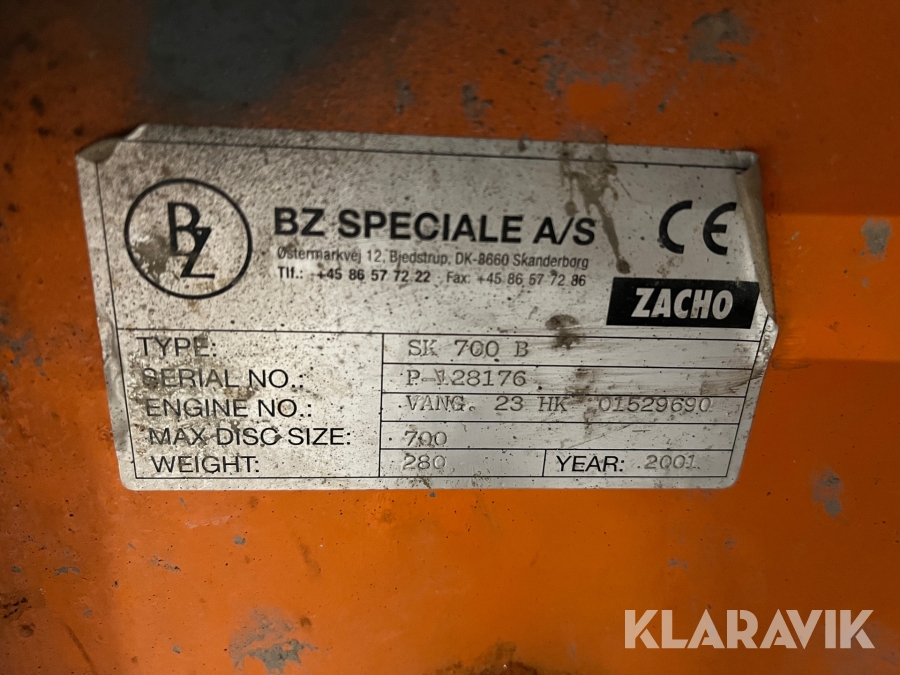 BZ
BZ SPECIALE A/S
CE
Østermarkvej 12, Bjedstrup, DK-8660 Skanderborg
Tlf.: +45 86 57 72 22 Fax: +45 86 57 72 86
ZACHO
TYPE: SK 700 B
SERIAL NO.: P-128176
ENGINE NO.: VANG. 23 HK 01529690
MAX DISC SIZE: 700
WEIGHT: 280 YEAR: 2001.
KLARAVIK